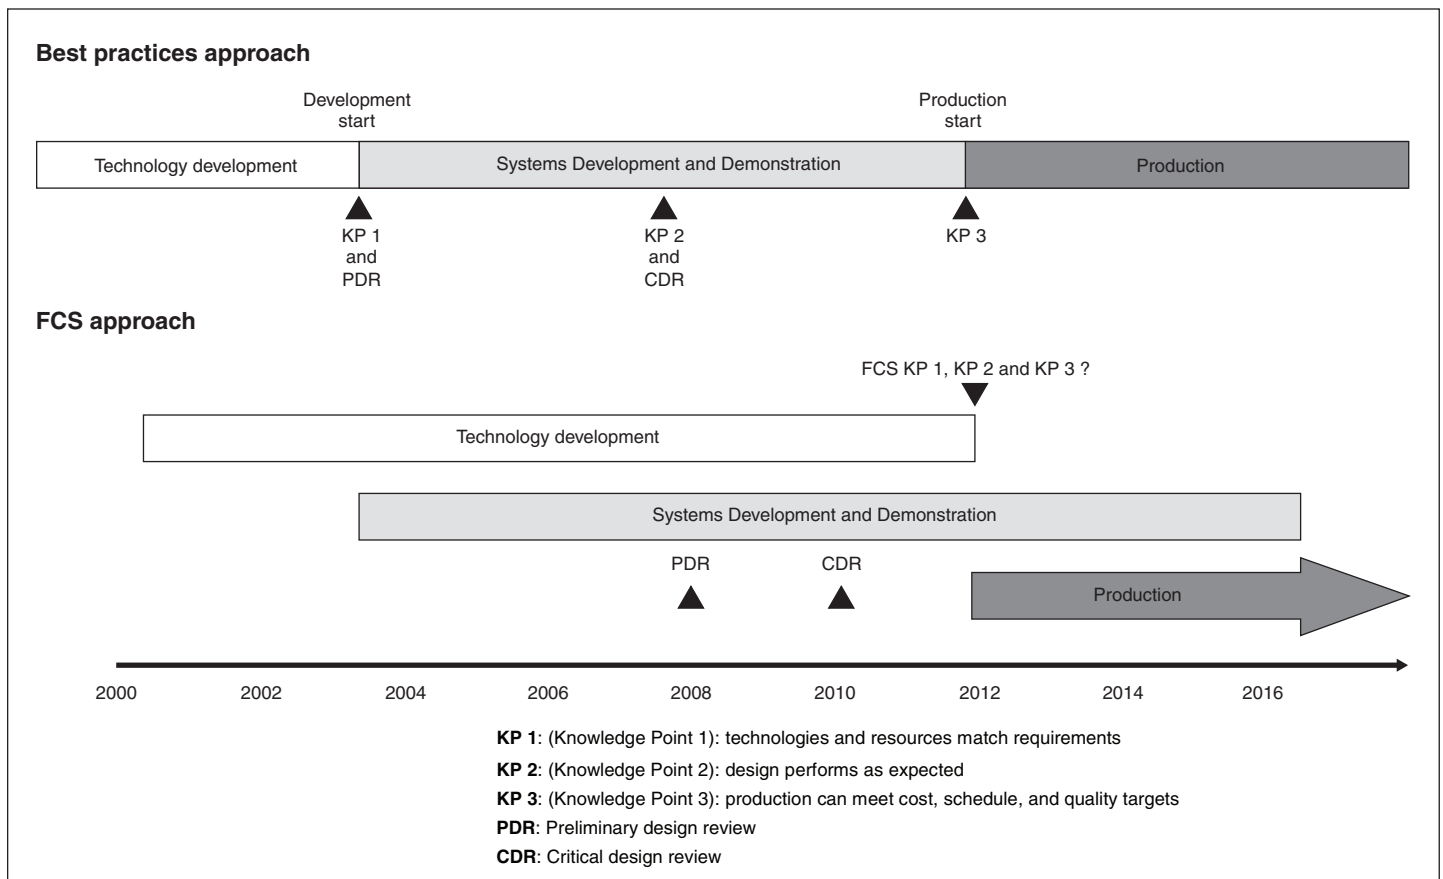 Best practices approach
Development
start
Production
start
Technology development
Systems Development and Demonstration
Production
KP 1
and
PDR
KP 2
and
CDR
KP 3
FCS approach
FCS KP 1, KP 2 and KP 3 ?
Technology development
Systems Development and Demonstration
PDR
CDR
Production
2000 2002 2004 2006 2008 2010 2012 2014 2016
KP 1: (Knowledge Point 1): technologies and resources match requirements
KP 2: (Knowledge Point 2): design performs as expected
KP 3: (Knowledge Point 3): production can meet cost, schedule, and quality targets
PDR: Preliminary design review
CDR: Critical design review